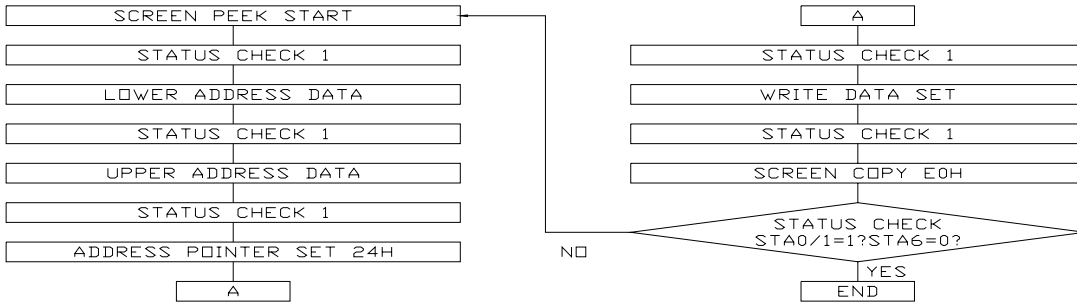 SCREEN PEEK START
STATUS CHECK 1
LOWER ADDRESS DATA
STATUS CHECK 1
UPPER ADDRESS DATA
STATUS CHECK 1
ADDRESS POINTER SET 24H
A
A
STATUS CHECK 1
WRITE DATA SET
STATUS CHECK 1
SCREEN COPY E0H
STATUS CHECK
STA0/1=1?STA6=0?
NO
YES
END